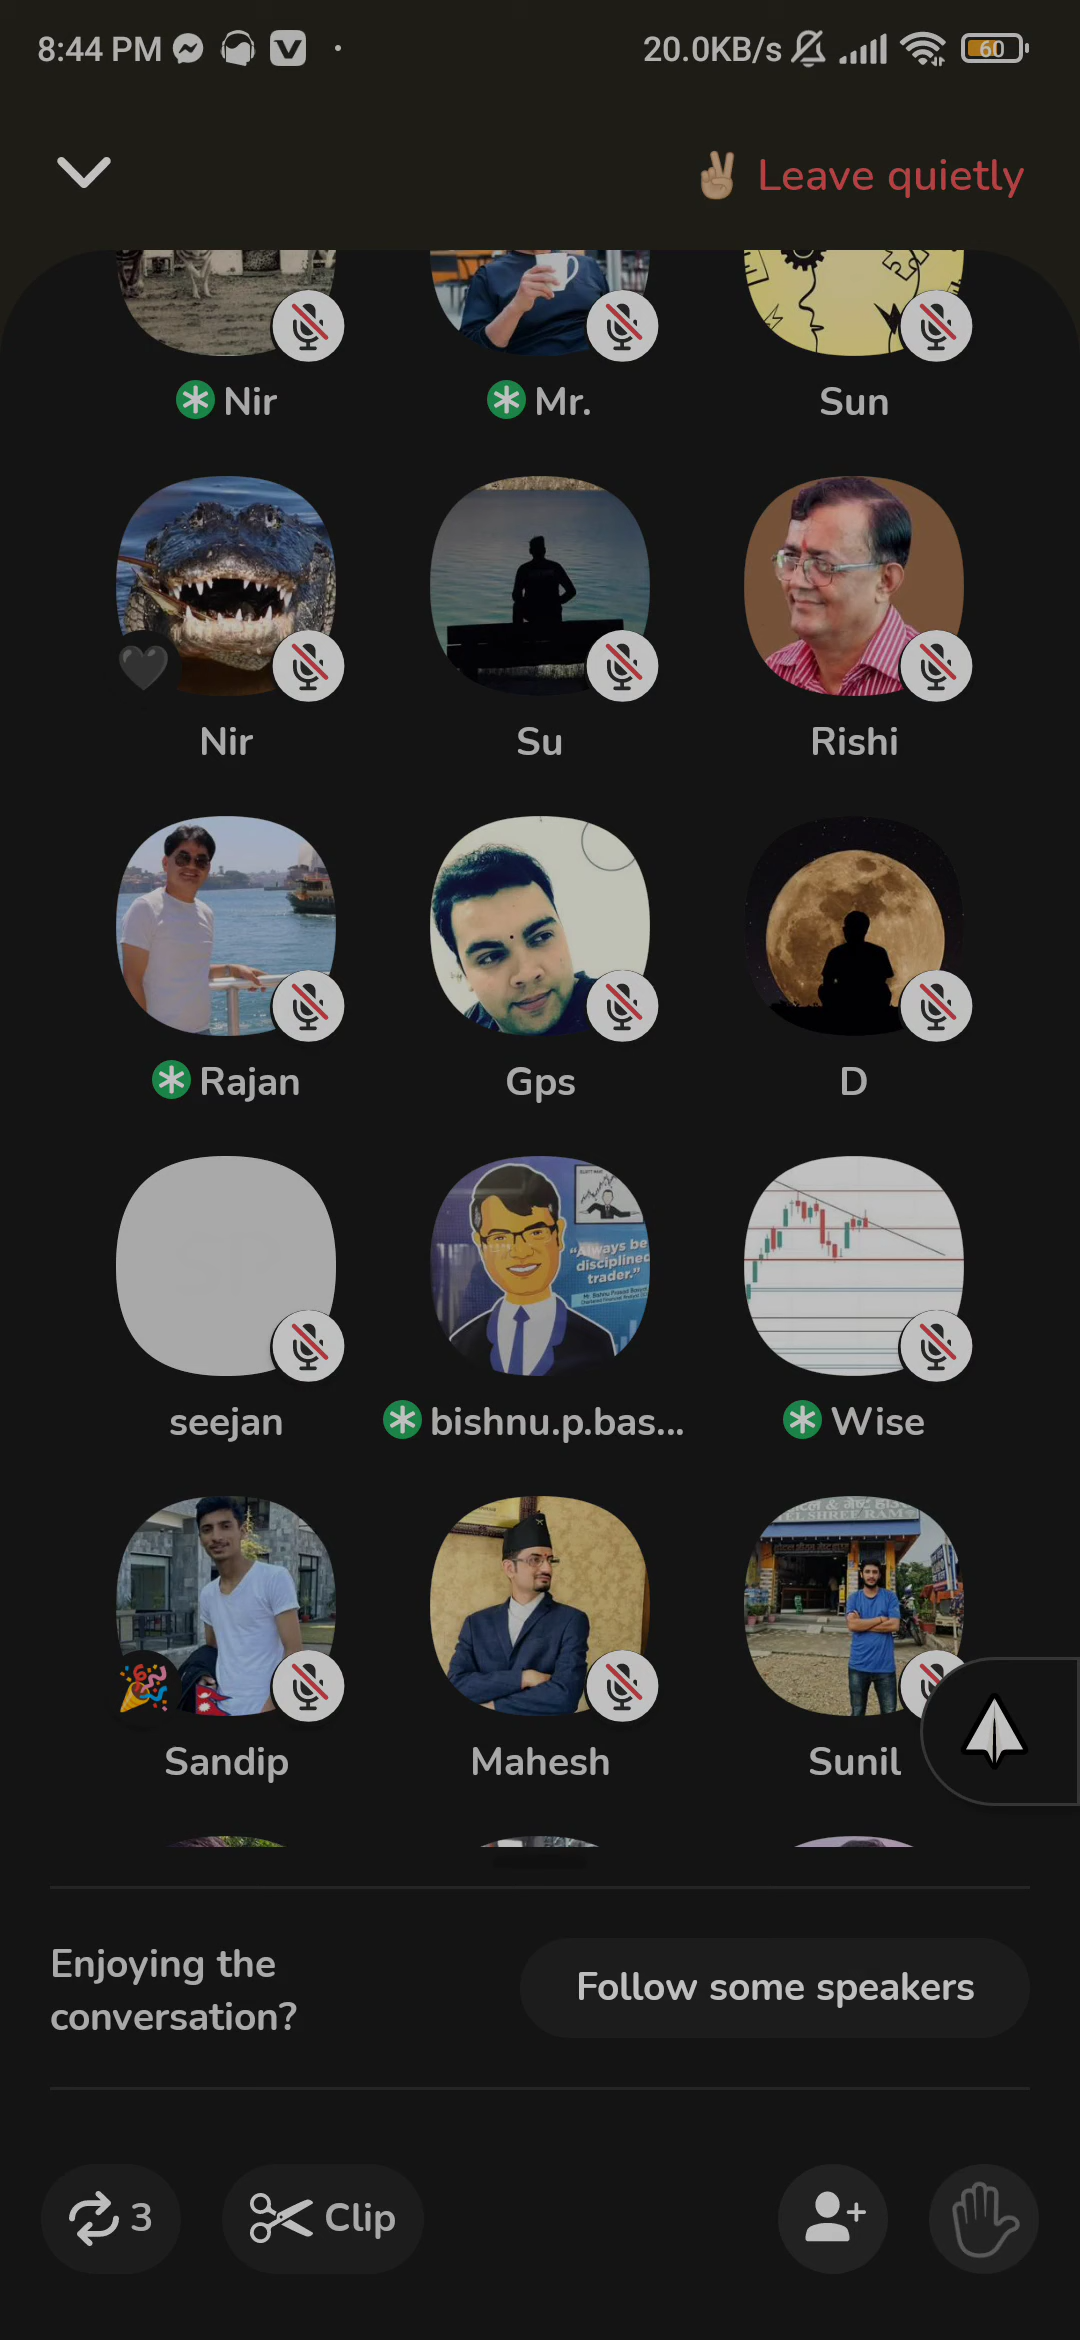 8:44 PM
20.0KB/s
60
Leave quietly
Nir
Mr.
Sun
Nir
Su
Rishi
Rajan
Gps
D
“Always be
disciplined
trader.”
seejan
bishnu.p.bas...
Wise
Sandip
Mahesh
Sunil
Enjoying the
conversation?
Follow some speakers
3
Clip